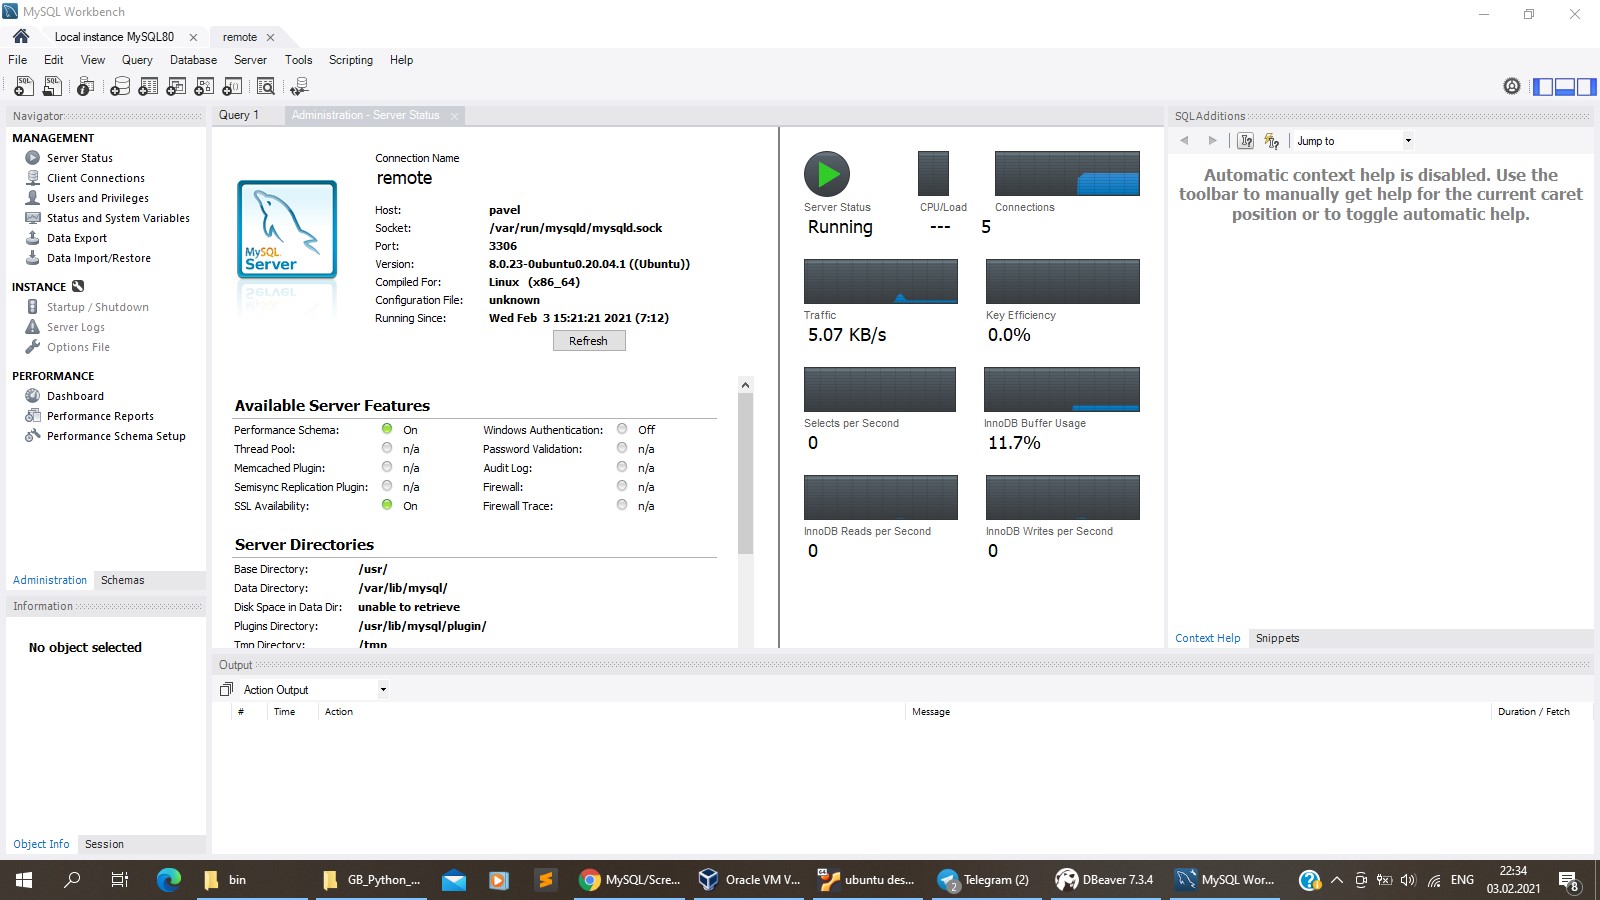 MySQL Workbench
Local instance MySQL80
remote
File Edit View Query Database Server Tools Scripting Help
Navigator
MANAGEMENT
Server Status
Client Connections
Users and Privileges
Status and System Variables
Data Export
Data Import/Restore
INSTANCE
Startup / Shutdown
Server Logs
Options File
PERFORMANCE
Dashboard
Performance Reports
Performance Schema Setup
Administration Schemas
Information
No object selected
Object Info Session
Query 1
Administration - Server Status
MySQL
Server
Connection Name
remote
Host: pavel
Socket: /var/run/mysqld/mysqld.sock
Port: 3306
Version: 8.0.23-0ubuntu0.20.04.1 ((Ubuntu))
Compiled For: Linux (x86_64)
Configuration File: unknown
Running Since: Wed Feb 3 15:21:21 2021 (7:12)
Refresh
Available Server Features
Performance Schema: On Windows Authentication: Off
Thread Pool: n/a Password Validation: n/a
Memcached Plugin: n/a Audit Log: n/a
Semisync Replication Plugin: n/a Firewall: n/a
SSL Availability: On Firewall Trace: n/a
Server Directories
Base Directory: /usr/
Data Directory: /var/lib/mysql/
Disk Space in Data Dir: unable to retrieve
Plugins Directory: /usr/lib/mysql/plugin/
Tmp Directory: /tmp
Server Status CPU/Load Connections
Running --- 5
Traffic Key Efficiency
5.07 KB/s 0.0%
Selects per Second InnoDB Buffer Usage
0 11.7%
InnoDB Reads per Second InnoDB Writes per Second
0 0
SQLAdditions
Jump to
Automatic context help is disabled. Use the
toolbar to manually get help for the current caret
position or to toggle automatic help.
Context Help Snippets
Output
Action Output
# Time Action Message Duration / Fetch
bin
GB_Python_...
MySQL/Scre...
Oracle VM V...
ubuntu des...
Telegram (2)
DBeaver 7.3.4
MySQL Wor...
ENG
22:34
03.02.2021
8